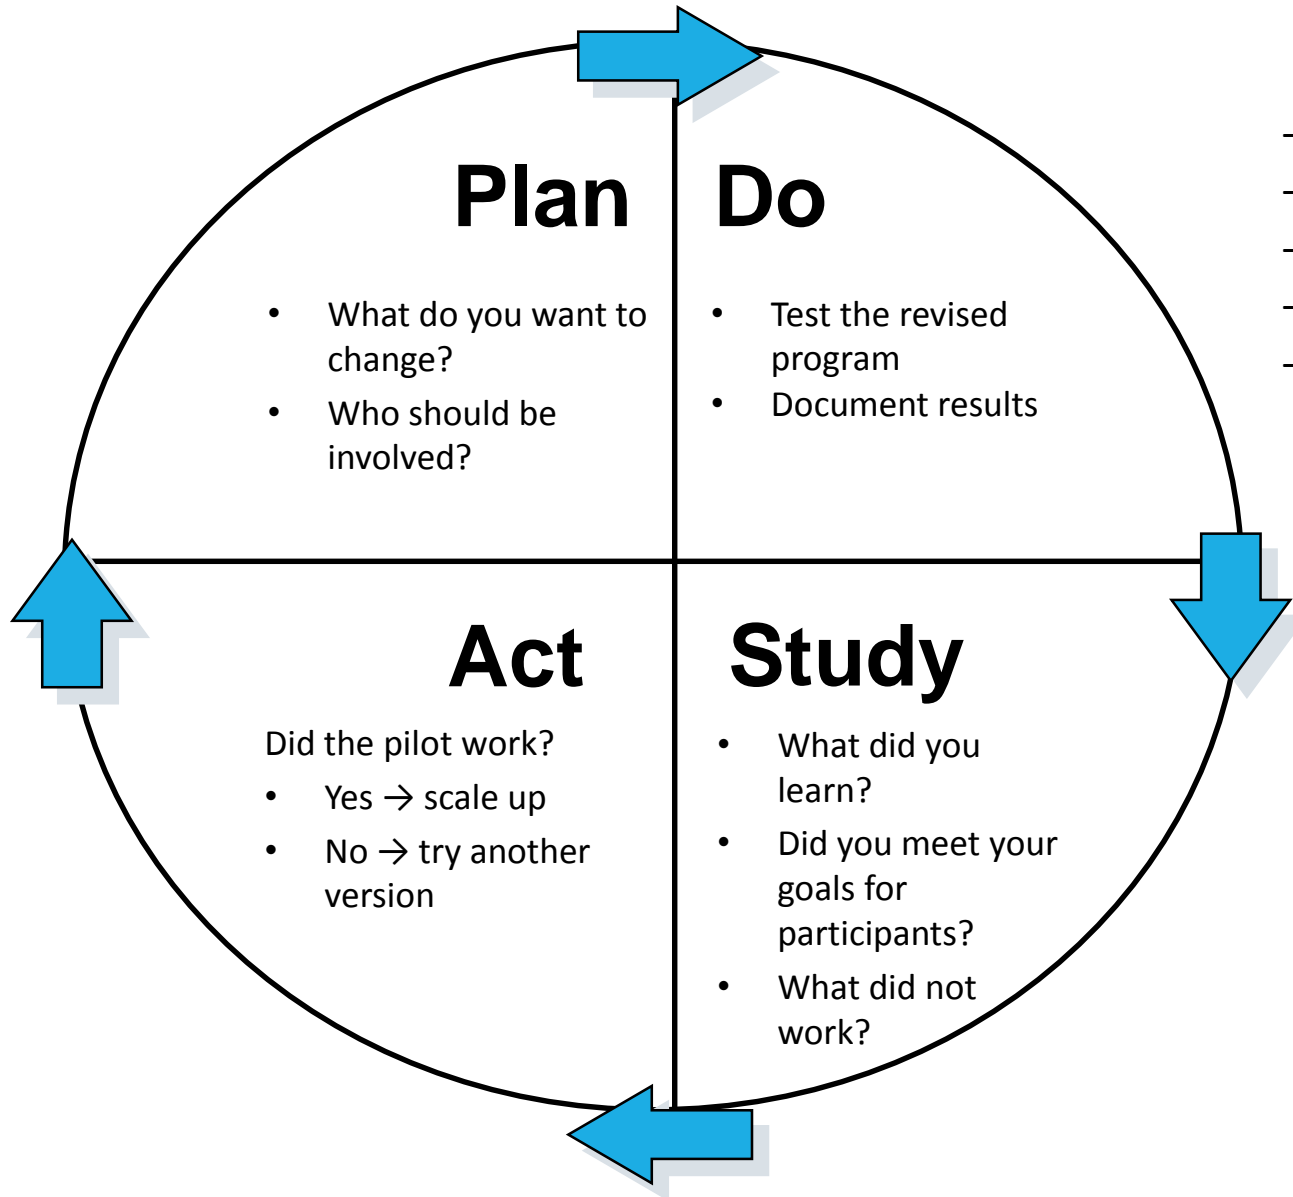 Plan
• What do you want to
change?
• Who should be
involved?
Do
• Test the revised
program
• Document results
Act
Did the pilot work?
• Yes → scale up
• No → try another
version
Study
• What did you
learn?
• Did you meet your
goals for
participants?
• What did not
work?